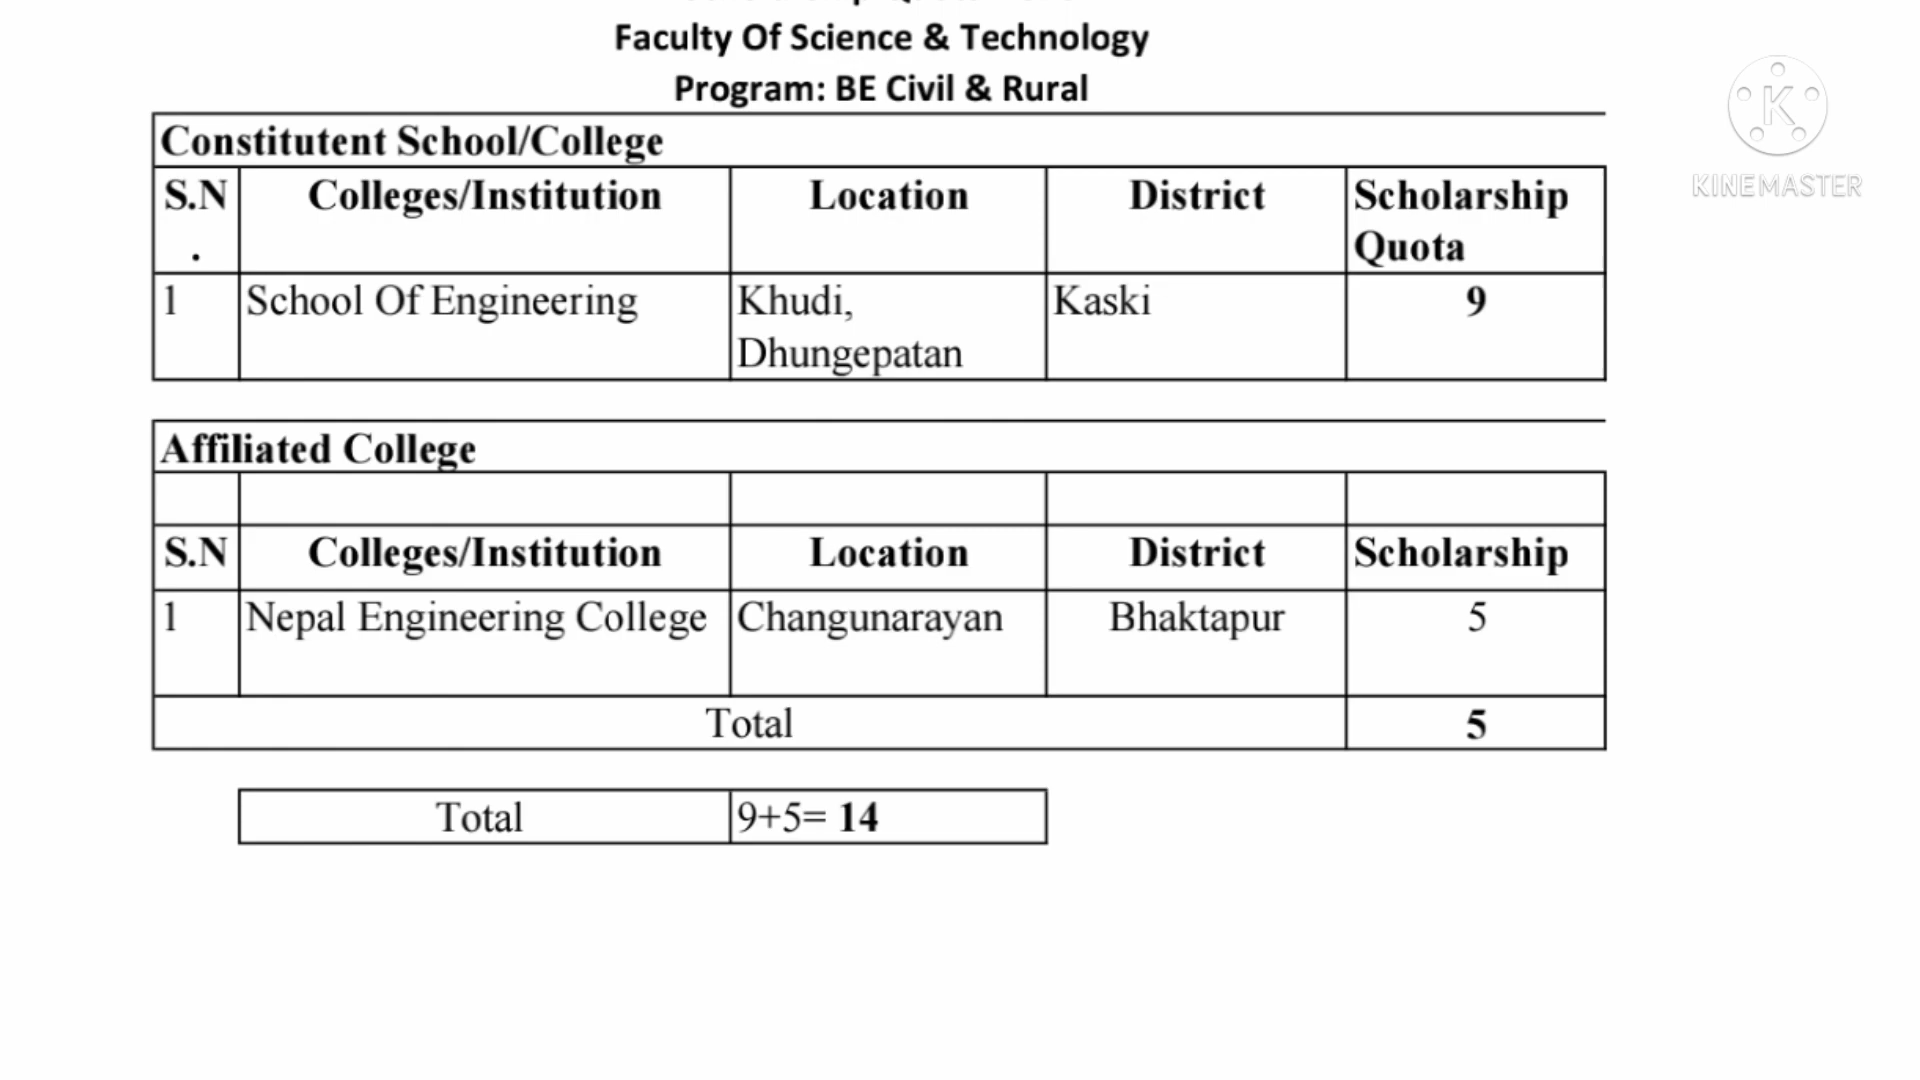 Faculty Of Science & Technology
Program: BE Civil & Rural
Constitutent School/College
S.N
. Colleges/Institution Location District Scholarship
Quota
1 School Of Engineering Khudi,
Dhungepatan Kaski 9
Affiliated College
S.N Colleges/Institution Location District Scholarship
1 Nepal Engineering College Changunarayan Bhaktapur 5
Total 5
Total 9+5= 14
K
KINEMASTER